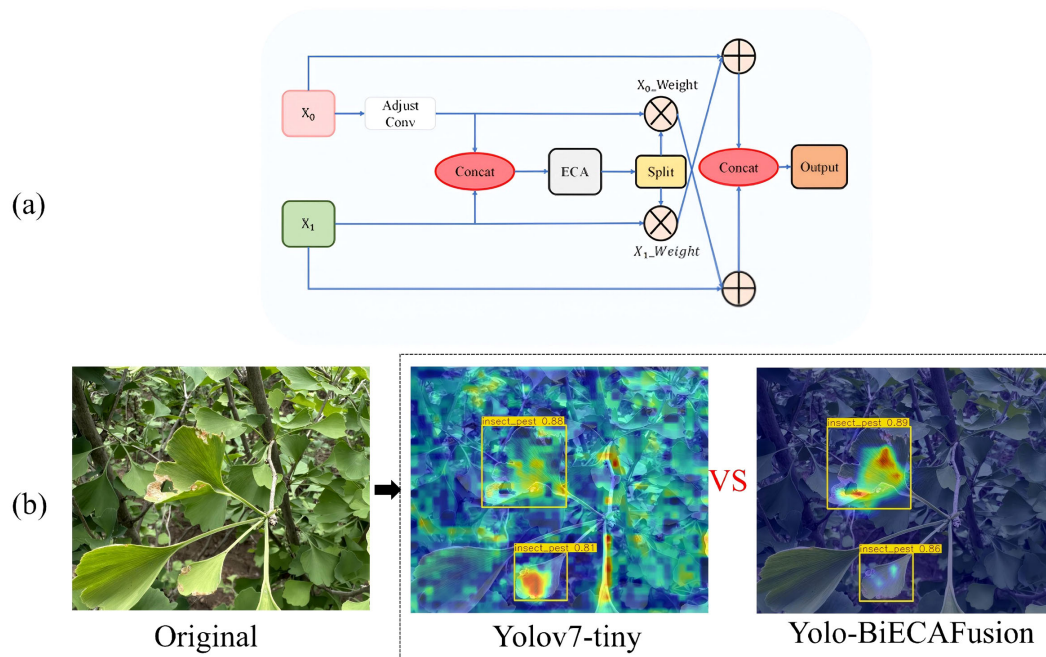 (a)
X₀
Adjust
Conv
X₀_Weight
Concat
ECA
Split
Concat
Output
X₁
X₁_Weight
(b)
insect_pest 0.88
insect_pest 0.81
VS
insect_pest 0.89
insect_pest 0.86
Original
Yolov7-tiny
Yolo-BiECAFusion